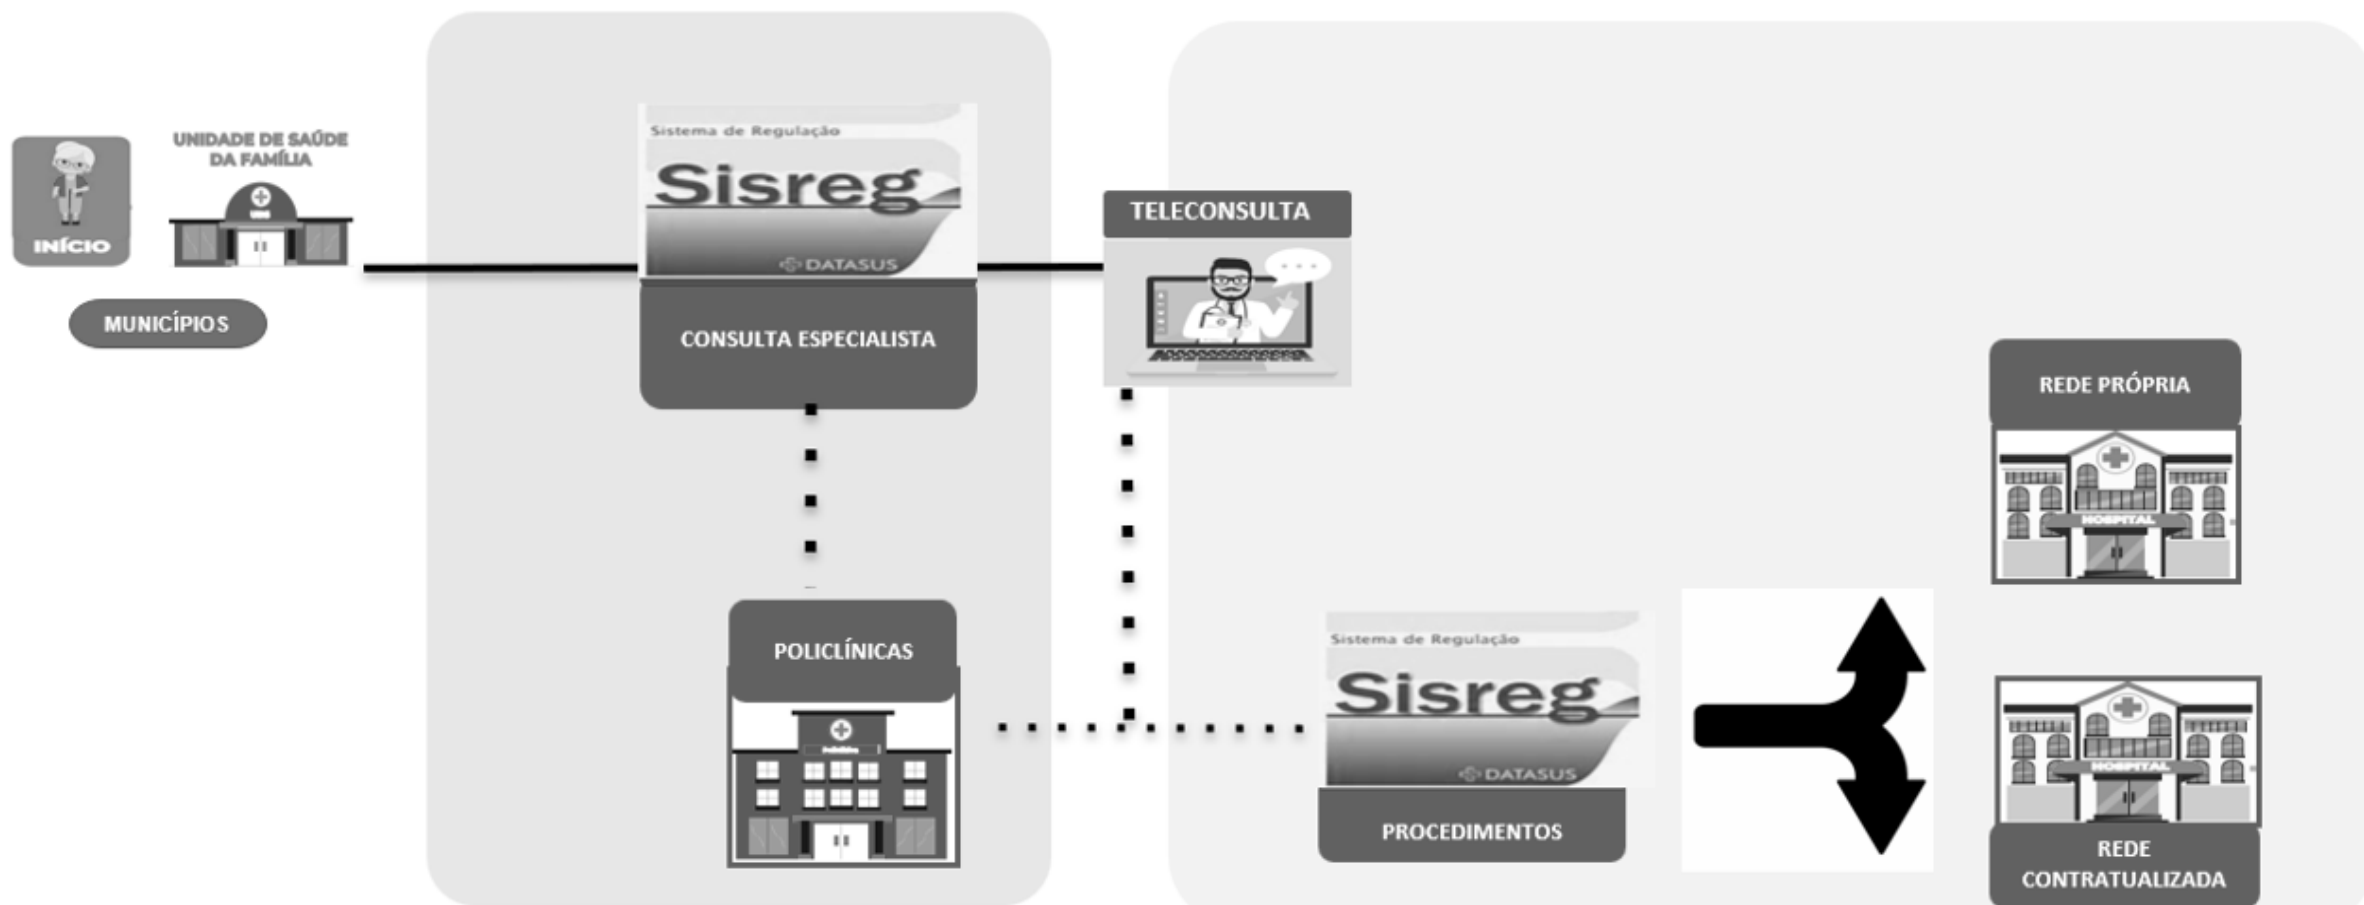 INÍCIO
UNIDADE DE SAÚDE
DA FAMÍLIA
MUNICÍPIOS
Sistema de Regulação
Sisreg
DATASUS
CONSULTA ESPECIALISTA
TELECONSULTA
POLICLÍNICAS
Sistema de Regulação
Sisreg
DATASUS
PROCEDIMENTOS
REDE PRÓPRIA
HOSPITAL
HOSPITAL
REDE
CONTRATUALIZADA